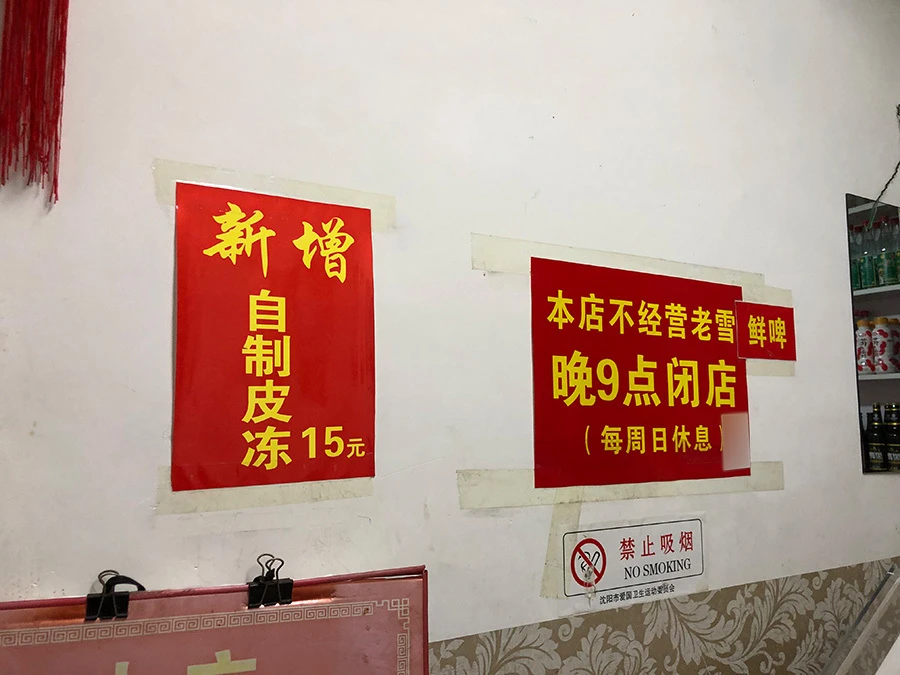 新增
自制皮冻 15元
本店不经营老雪 鲜啤
晚9点闭店
(每周日休息)
禁止吸烟
NO SMOKING
沈阳市爱国卫生运动委员会